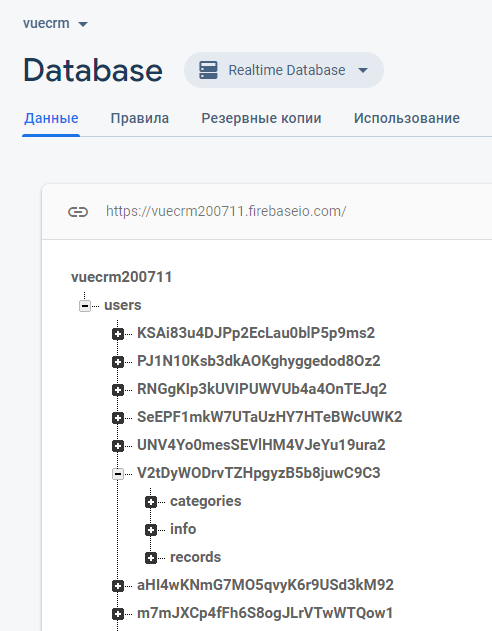 vuecrm
Database
Realtime Database
Данные Правила Резервные копии Использование
https://vuecrm200711.firebaseio.com/
vuecrm200711
users
KSAi83u4DJPp2EcLau0blP5p9ms2
PJ1N10Ksb3dkAOKghyggedod8Oz2
RNGgKlp3kUVIPUWVUb4a4OnTEJq2
SeEPF1mkW7UTaUzHY7HTeBWcUWK2
UNV4Yo0mesSEVlHM4VJeYu19ura2
V2tDyWODrvTZHpgyzB5b8juwC9C3
categories
info
records
aHI4wKNmG7MO5qvyK6r9USd3kM92
m7mJXCp4fFh6S8ogJLrVTwWTQow1